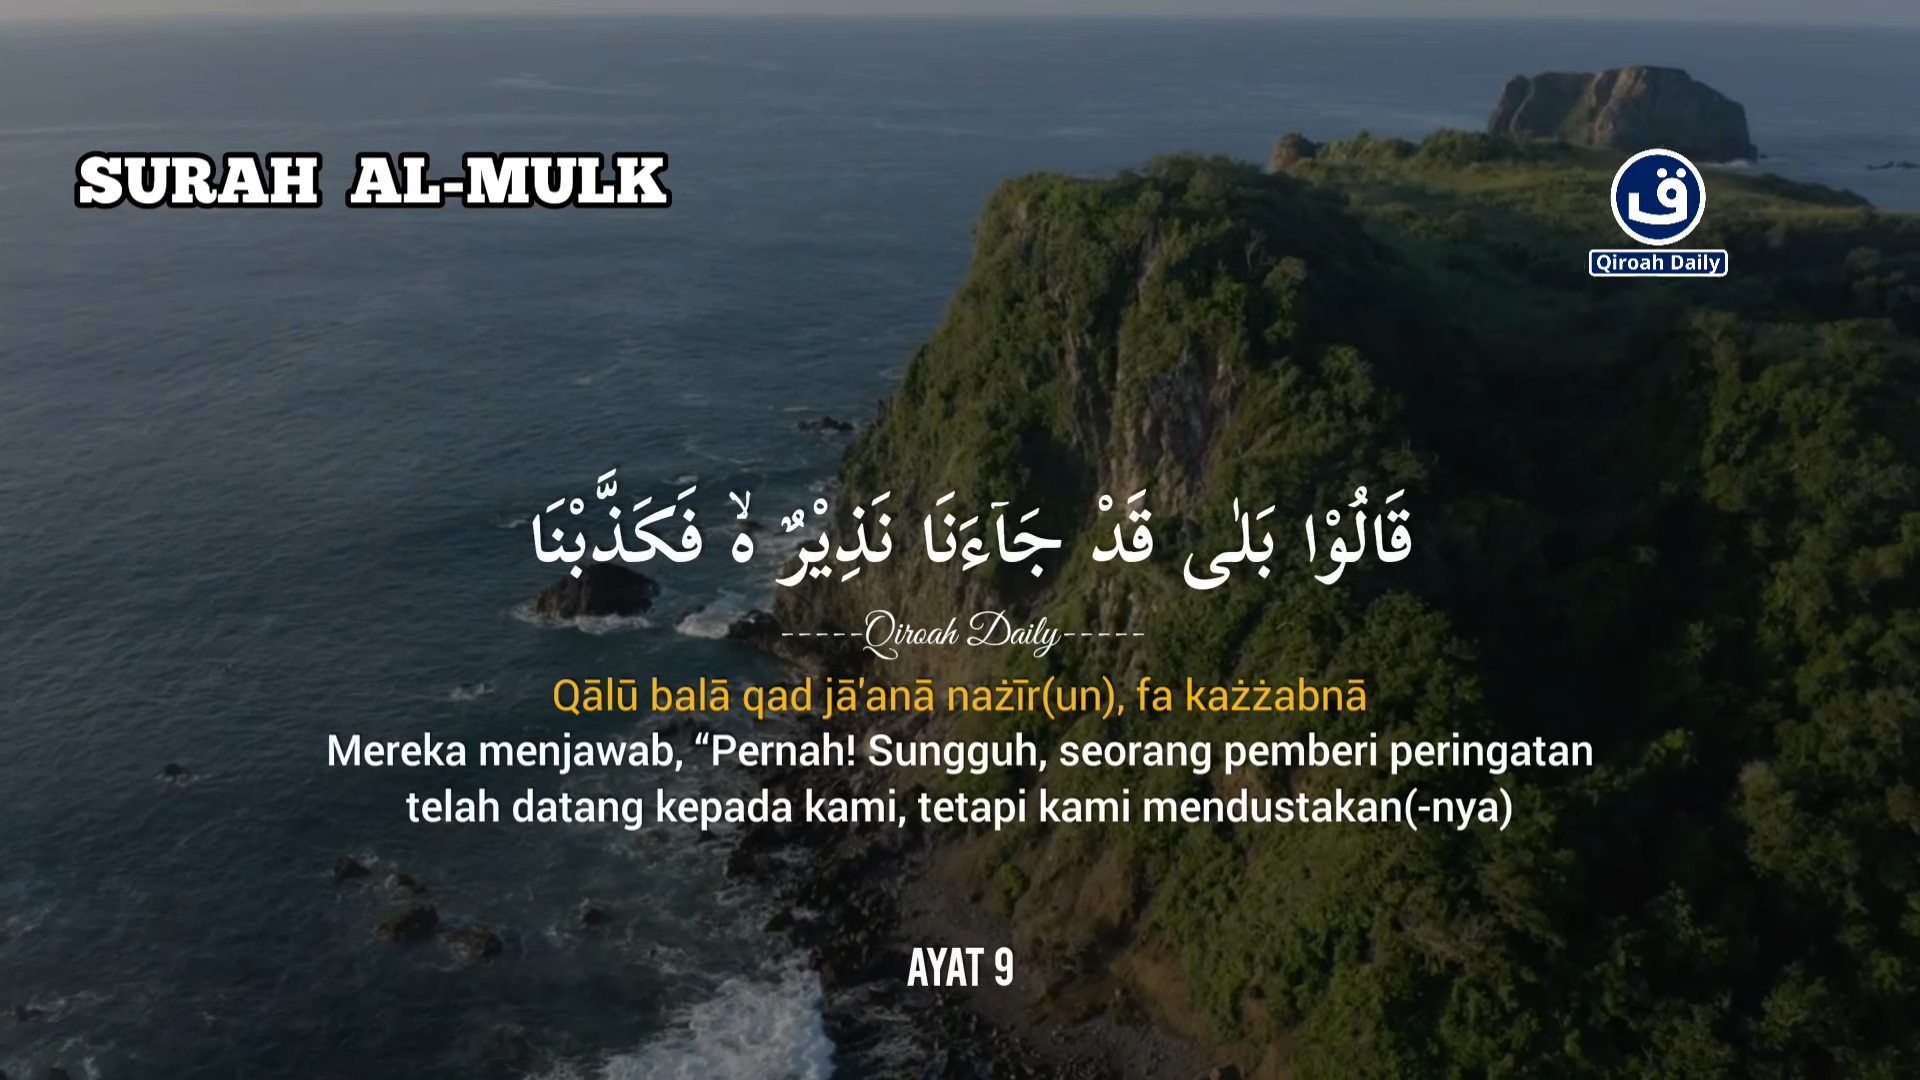 SURAH AL-MULK
ق
Qiroah Daily
قَالُوْا بَلٰى قَدْ جَاۤءَنَا نَذِيْرٌ ەۙ فَكَذَّبْنَا
-----Qiroah Daily-----
Qālū balā qad jā'anā nażīr(un), fa każżabnā
Mereka menjawab, “Pernah! Sungguh, seorang pemberi peringatan
telah datang kepada kami, tetapi kami mendustakan(-nya)
AYAT 9